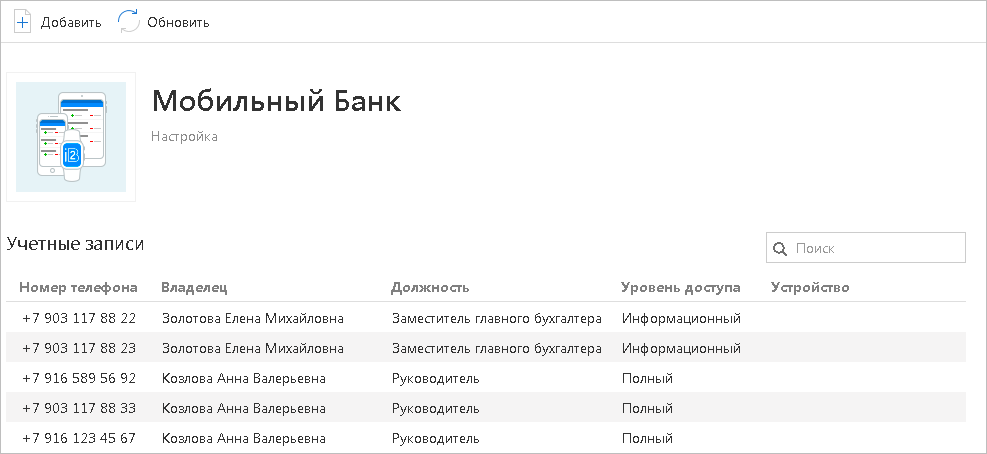 Добавить Обновить
Мобильный Банк
Настройка
i2
Учетные записи Поиск
Номер телефона Владелец Должность Уровень доступа Устройство
+7 903 117 88 22 Золотова Елена Михайловна Заместитель главного бухгалтера Информационный
+7 903 117 88 23 Золотова Елена Михайловна Заместитель главного бухгалтера Информационный
+7 916 589 56 92 Козлова Анна Валерьевна Руководитель Полный
+7 903 117 88 33 Козлова Анна Валерьевна Руководитель Полный
+7 916 123 45 67 Козлова Анна Валерьевна Руководитель Полный